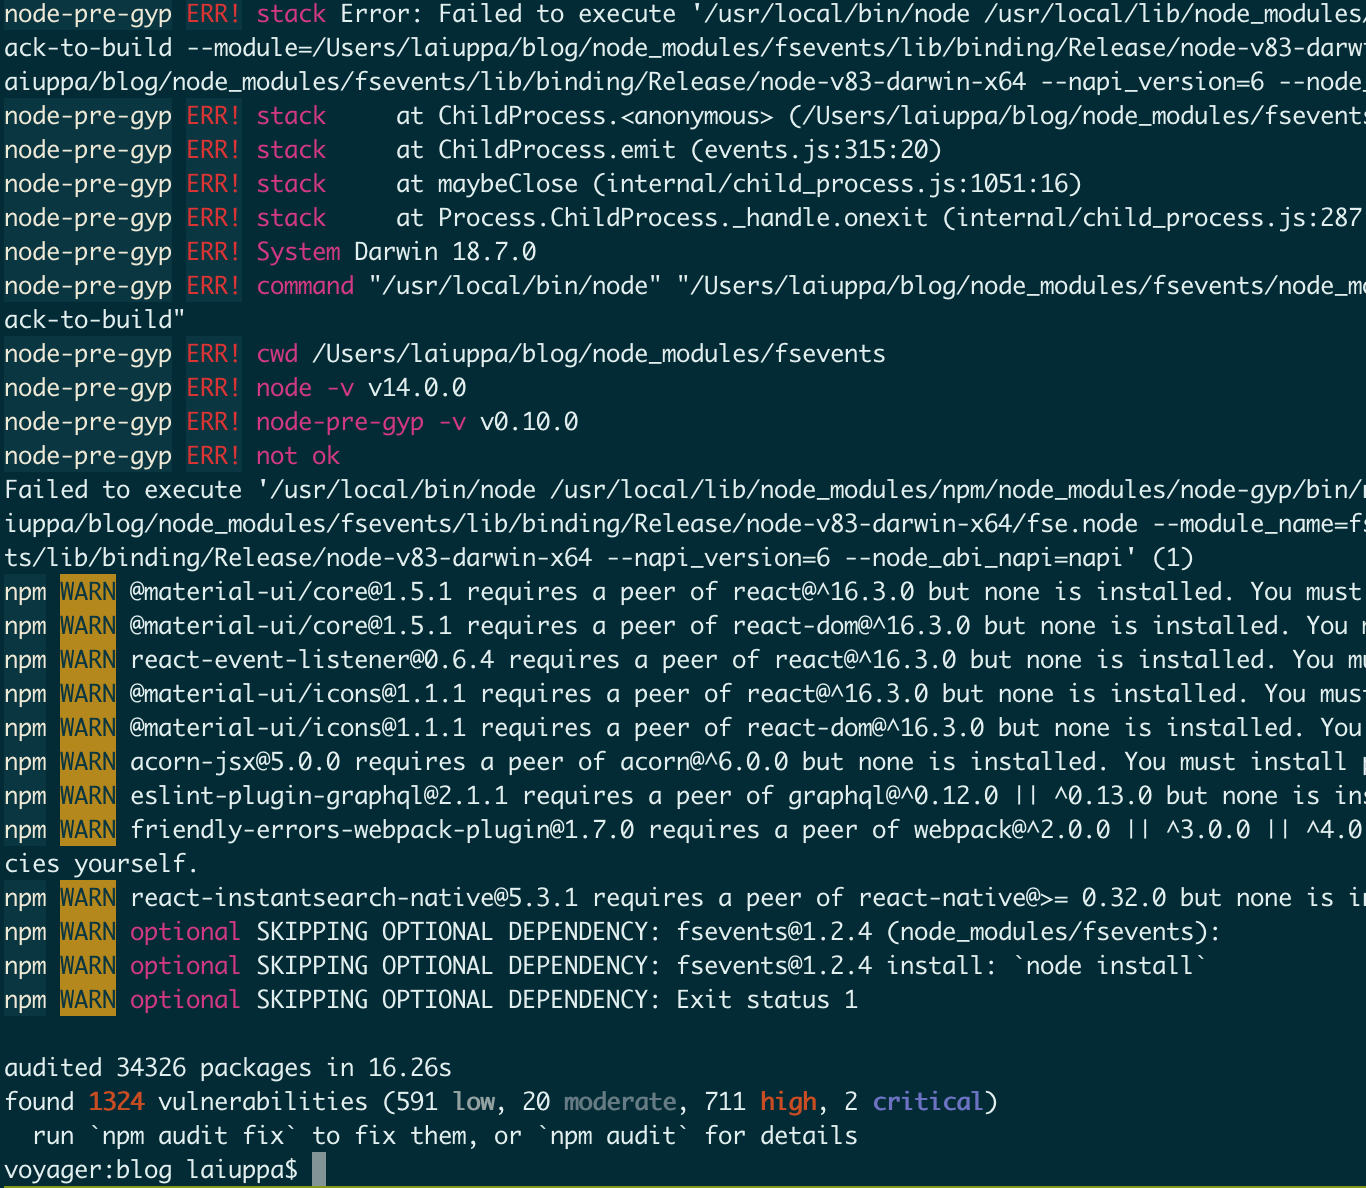 node-pre-gyp ERR! stack Error: Failed to execute '/usr/local/bin/node /usr/local/lib/node_modules
ack-to-build --module=/Users/laiuppa/blog/node_modules/fsevents/lib/binding/Release/node-v83-darw
aiuppa/blog/node_modules/fsevents/lib/binding/Release/node-v83-darwin-x64 --napi_version=6 --node_
node-pre-gyp ERR! stack     at ChildProcess.<anonymous> (/Users/laiuppa/blog/node_modules/fsevents
node-pre-gyp ERR! stack     at ChildProcess.emit (events.js:315:20)
node-pre-gyp ERR! stack     at maybeClose (internal/child_process.js:1051:16)
node-pre-gyp ERR! stack     at Process.ChildProcess._handle.onexit (internal/child_process.js:287
node-pre-gyp ERR! System Darwin 18.7.0
node-pre-gyp ERR! command "/usr/local/bin/node" "/Users/laiuppa/blog/node_modules/fsevents/node_mo
ack-to-build"
node-pre-gyp ERR! cwd /Users/laiuppa/blog/node_modules/fsevents
node-pre-gyp ERR! node -v v14.0.0
node-pre-gyp ERR! node-pre-gyp -v v0.10.0
node-pre-gyp ERR! not ok
Failed to execute '/usr/local/bin/node /usr/local/lib/node_modules/npm/node_modules/node-gyp/bin/
iuppa/blog/node_modules/fsevents/lib/binding/Release/node-v83-darwin-x64/fse.node --module_name=fs
ts/lib/binding/Release/node-v83-darwin-x64 --napi_version=6 --node_abi_napi=napi' (1)
npm WARN @material-ui/core@1.5.1 requires a peer of react@^16.3.0 but none is installed. You must
npm WARN @material-ui/core@1.5.1 requires a peer of react-dom@^16.3.0 but none is installed. You
npm WARN react-event-listener@0.6.4 requires a peer of react@^16.3.0 but none is installed. You mu
npm WARN @material-ui/icons@1.1.1 requires a peer of react@^16.3.0 but none is installed. You must
npm WARN @material-ui/icons@1.1.1 requires a peer of react-dom@^16.3.0 but none is installed. You
npm WARN acorn-jsx@5.0.0 requires a peer of acorn@^6.0.0 but none is installed. You must install
npm WARN eslint-plugin-graphql@2.1.1 requires a peer of graphql@^0.12.0 || ^0.13.0 but none is ins
npm WARN friendly-errors-webpack-plugin@1.7.0 requires a peer of webpack@^2.0.0 || ^3.0.0 || ^4.0
cies yourself.
npm WARN react-instantsearch-native@5.3.1 requires a peer of react-native@>= 0.32.0 but none is in
npm WARN optional SKIPPING OPTIONAL DEPENDENCY: fsevents@1.2.4 (node_modules/fsevents):
npm WARN optional SKIPPING OPTIONAL DEPENDENCY: fsevents@1.2.4 install: `node install`
npm WARN optional SKIPPING OPTIONAL DEPENDENCY: Exit status 1
audited 34326 packages in 16.26s
found 1324 vulnerabilities (591 low, 20 moderate, 711 high, 2 critical)
run `npm audit fix` to fix them, or `npm audit` for details
voyager:blog laiuppa$